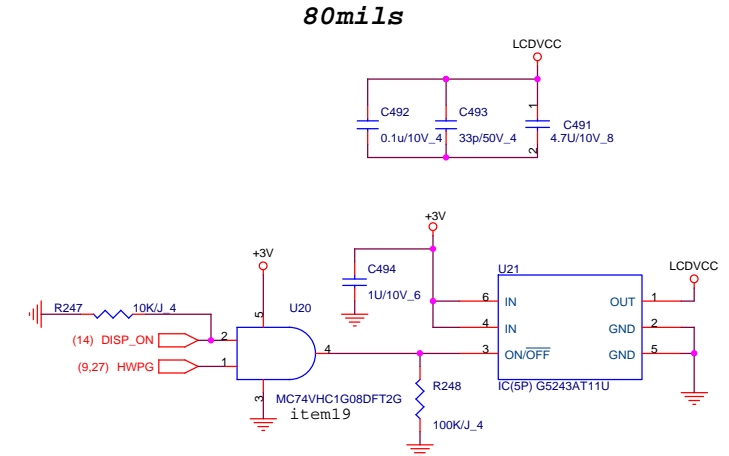 80mils
LCDVCC
C492
0.1u/10V_4
C493
33p/50V_4
1
C491
4.7U/10V_8
2
+3V
+3V
C494
1U/10V_6
U21
LCDVCC
6 IN
OUT 1
4 IN
GND 2
3 ON/OFF
GND 5
IC(5P) G5243AT11U
R247
10K/J_4
5
U20
(14) DISP_ON
2
4
(9,27) HWPG
1
3
MC74VHC1G08DFT2G
item19
R248
100K/J_4